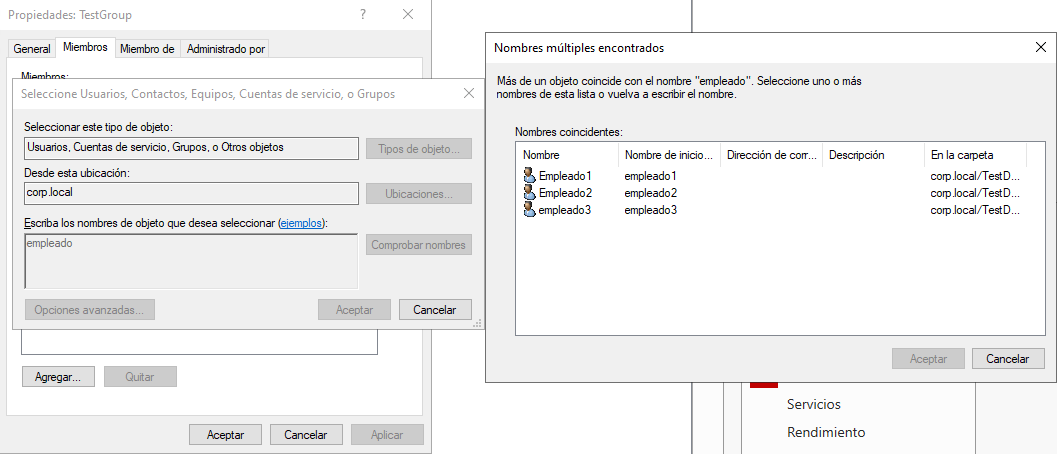 Propiedades: TestGroup
?
General
Miembros
Miembro de
Administrado por
Miembros:
Seleccione Usuarios, Contactos, Equipos, Cuentas de servicio, o Grupos
Seleccionar este tipo de objeto:
Usuarios, Cuentas de servicio, Grupos, o Otros objetos
Tipos de objeto...
Desde esta ubicación:
corp.local
Ubicaciones...
Escriba los nombres de objeto que desea seleccionar (ejemplos):
empleado
Comprobar nombres
Opciones avanzadas...
Aceptar
Cancelar
Agregar...
Quitar
Aceptar
Cancelar
Aplicar
Nombres múltiples encontrados
Más de un objeto coincide con el nombre "empleado". Seleccione uno o más
nombres de esta lista o vuelva a escribir el nombre.
Nombres coincidentes:
Nombre Nombre de inicio... Dirección de corr... Descripción En la carpeta
Empleado1 empleado1 corp.local/TestD...
Empleado2 empleado2 corp.local/TestD...
empleado3 empleado3 corp.local/TestD...
Aceptar
Cancelar
Servicios
Rendimiento